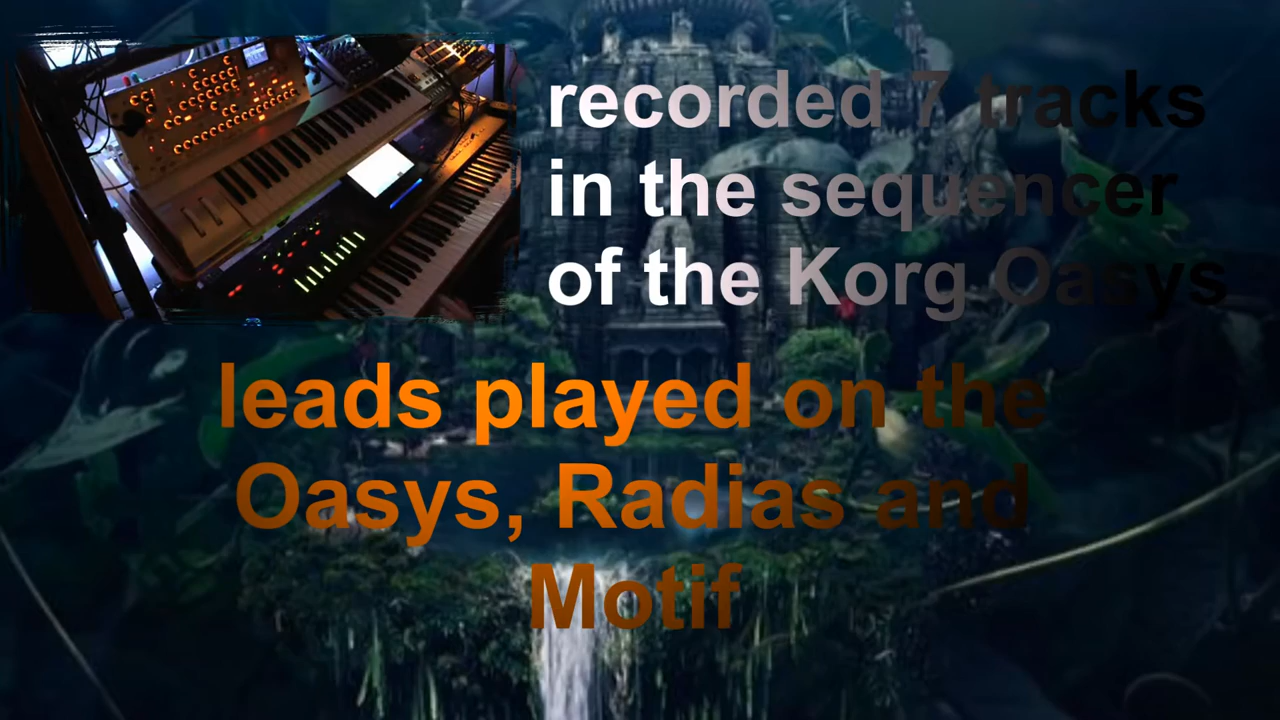 recorded 7 tracks
in the sequencer
of the Korg Oasys
leads played on the
Oasys, Radias and
Motif